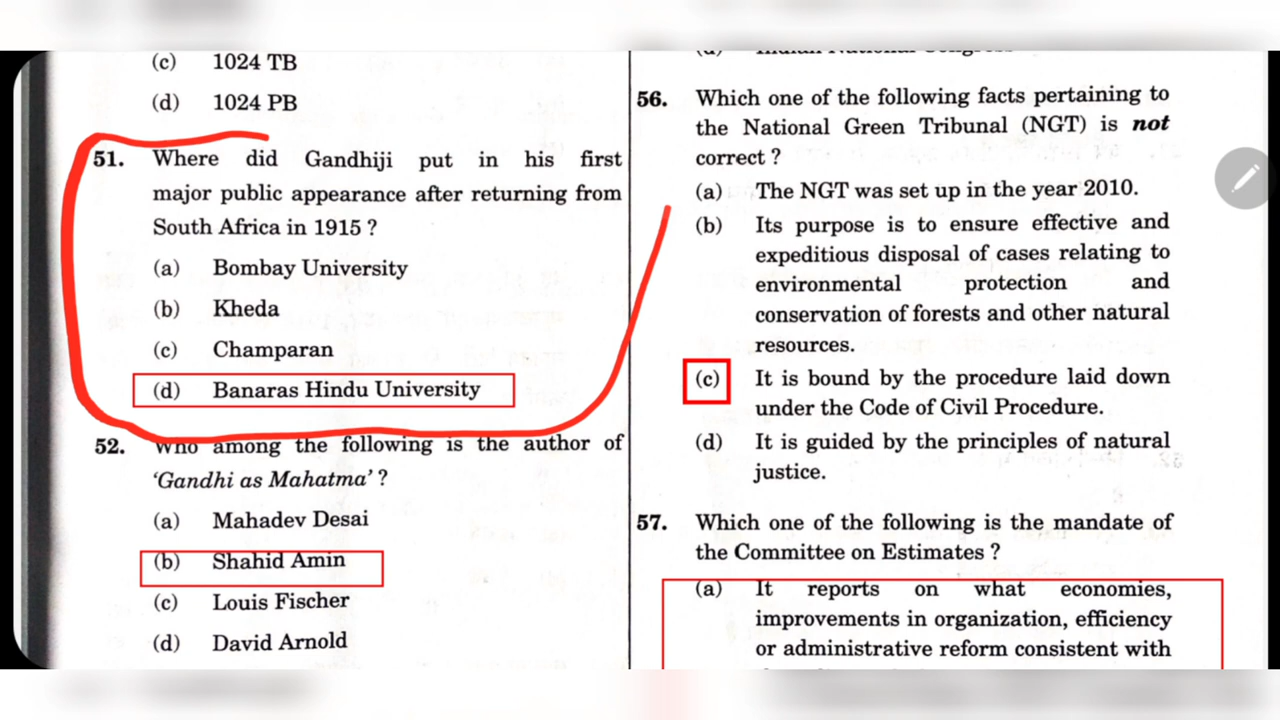 (c) 1024 TB
(d) 1024 PB
51. Where did Gandhiji put in his first
major public appearance after returning from
South Africa in 1915 ?
(a) Bombay University
(b) Kheda
(c) Champaran
(d) Banaras Hindu University
52. Who among the following is the author of
‘Gandhi as Mahatma’ ?
(a) Mahadev Desai
(b) Shahid Amin
(c) Louis Fischer
(d) David Arnold
56. Which one of the following facts pertaining to
the National Green Tribunal (NGT) is not
correct ?
(a) The NGT was set up in the year 2010.
(b) Its purpose is to ensure effective and
expeditious disposal of cases relating to
environmental protection and
conservation of forests and other natural
resources.
(c) It is bound by the procedure laid down
under the Code of Civil Procedure.
(d) It is guided by the principles of natural
justice.
57. Which one of the following is the mandate of
the Committee on Estimates ?
(a) It reports on what economies,
improvements in organization, efficiency
or administrative reform consistent with